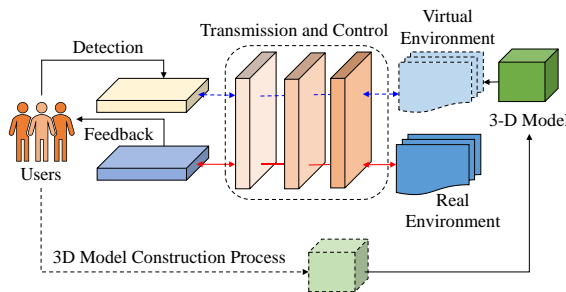 Transmission and Control
Virtual
Environment
Detection
Feedback
3-D Model
Users
Real
Environment
3D Model Construction Process